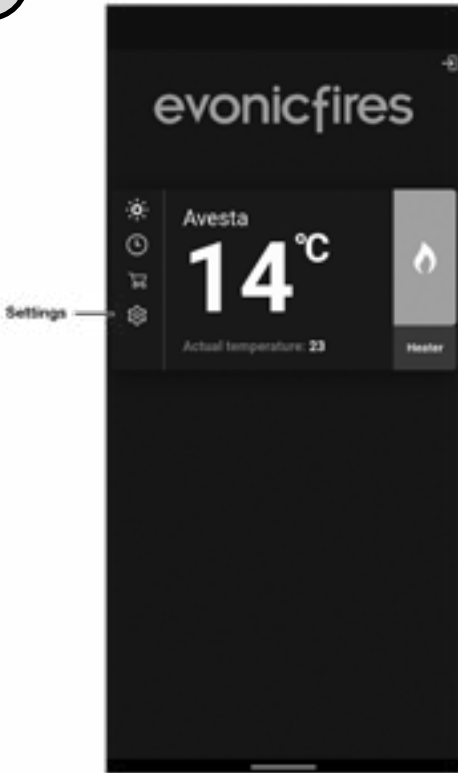 evonicfires
Avesta
14°C
Settings
Actual temperature: 23
Heater